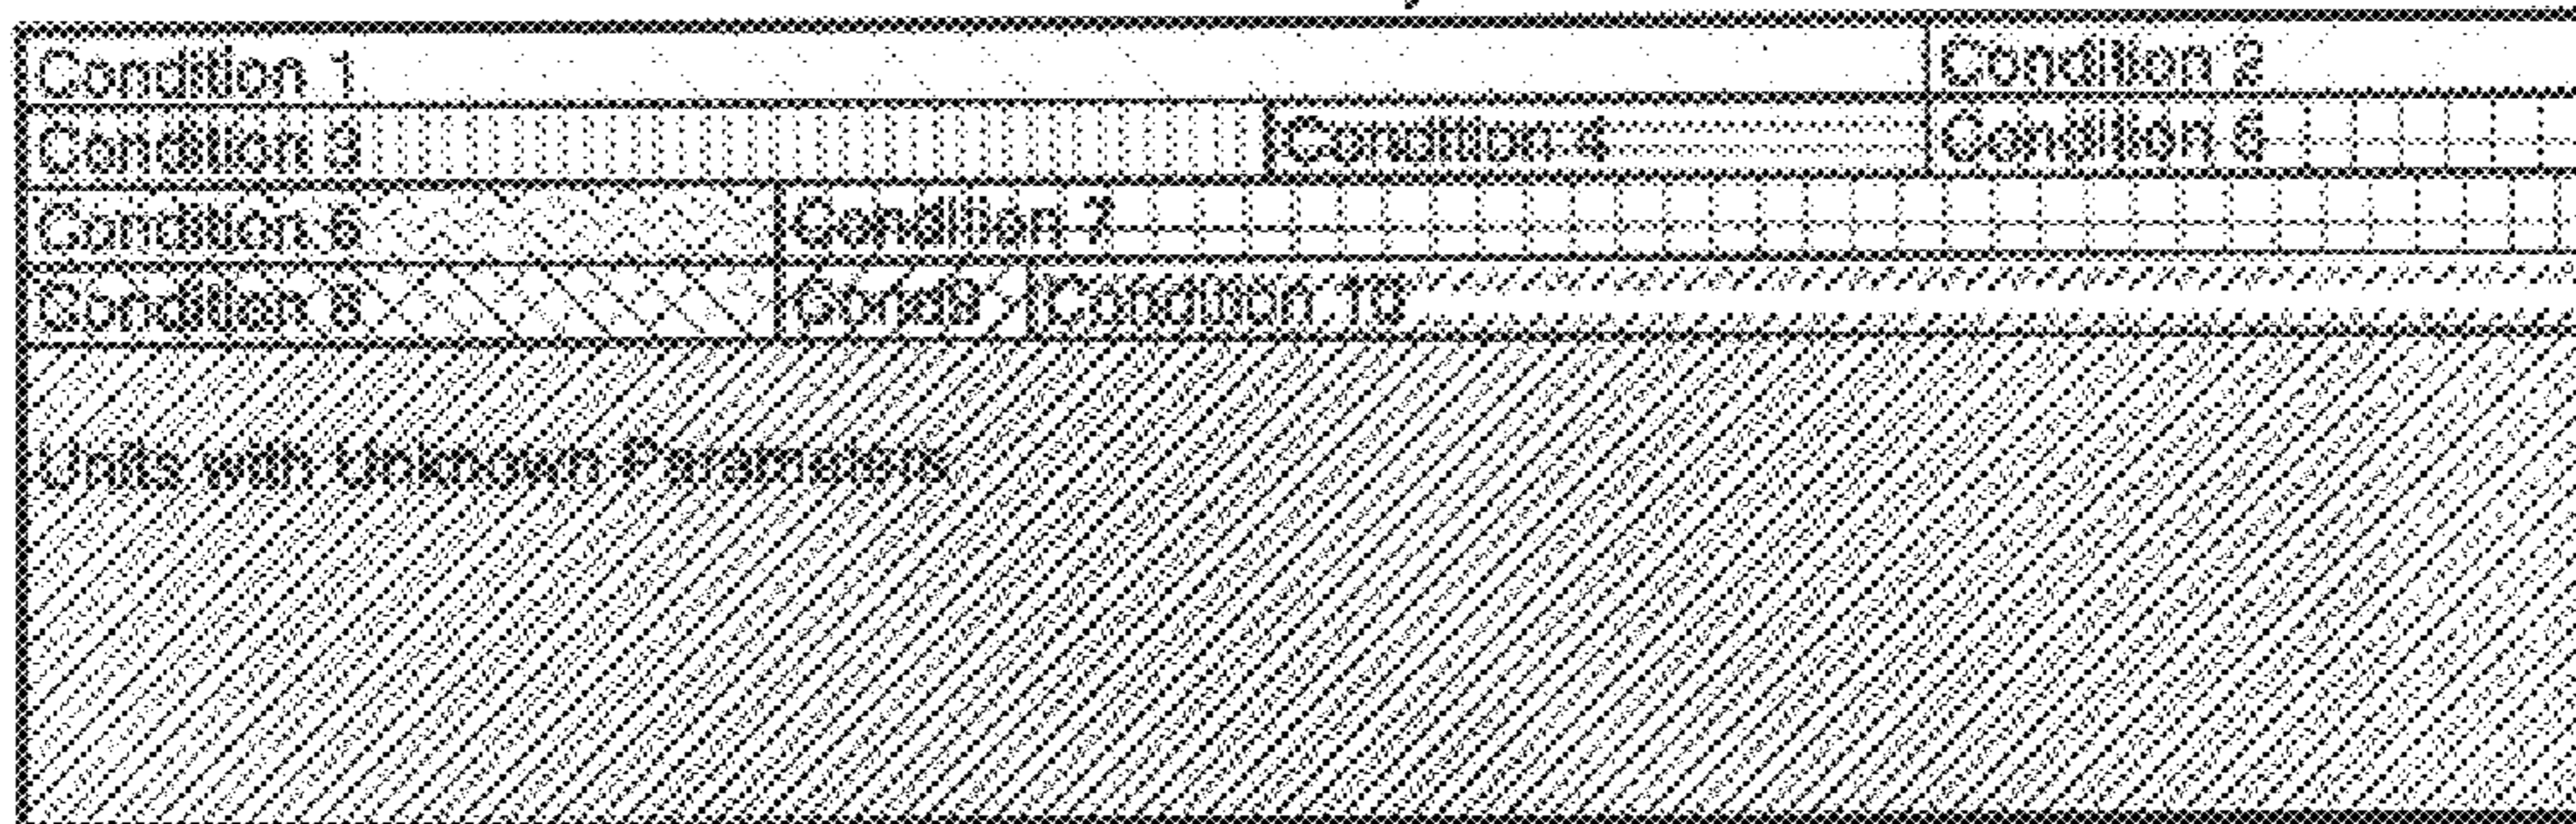 Condition 1 Condition 2
Condition 3 Condition 4 Condition 5
Condition 6 Condition 7
Condition 8 Cond9 Condition 10
Units with Unknown Parameters